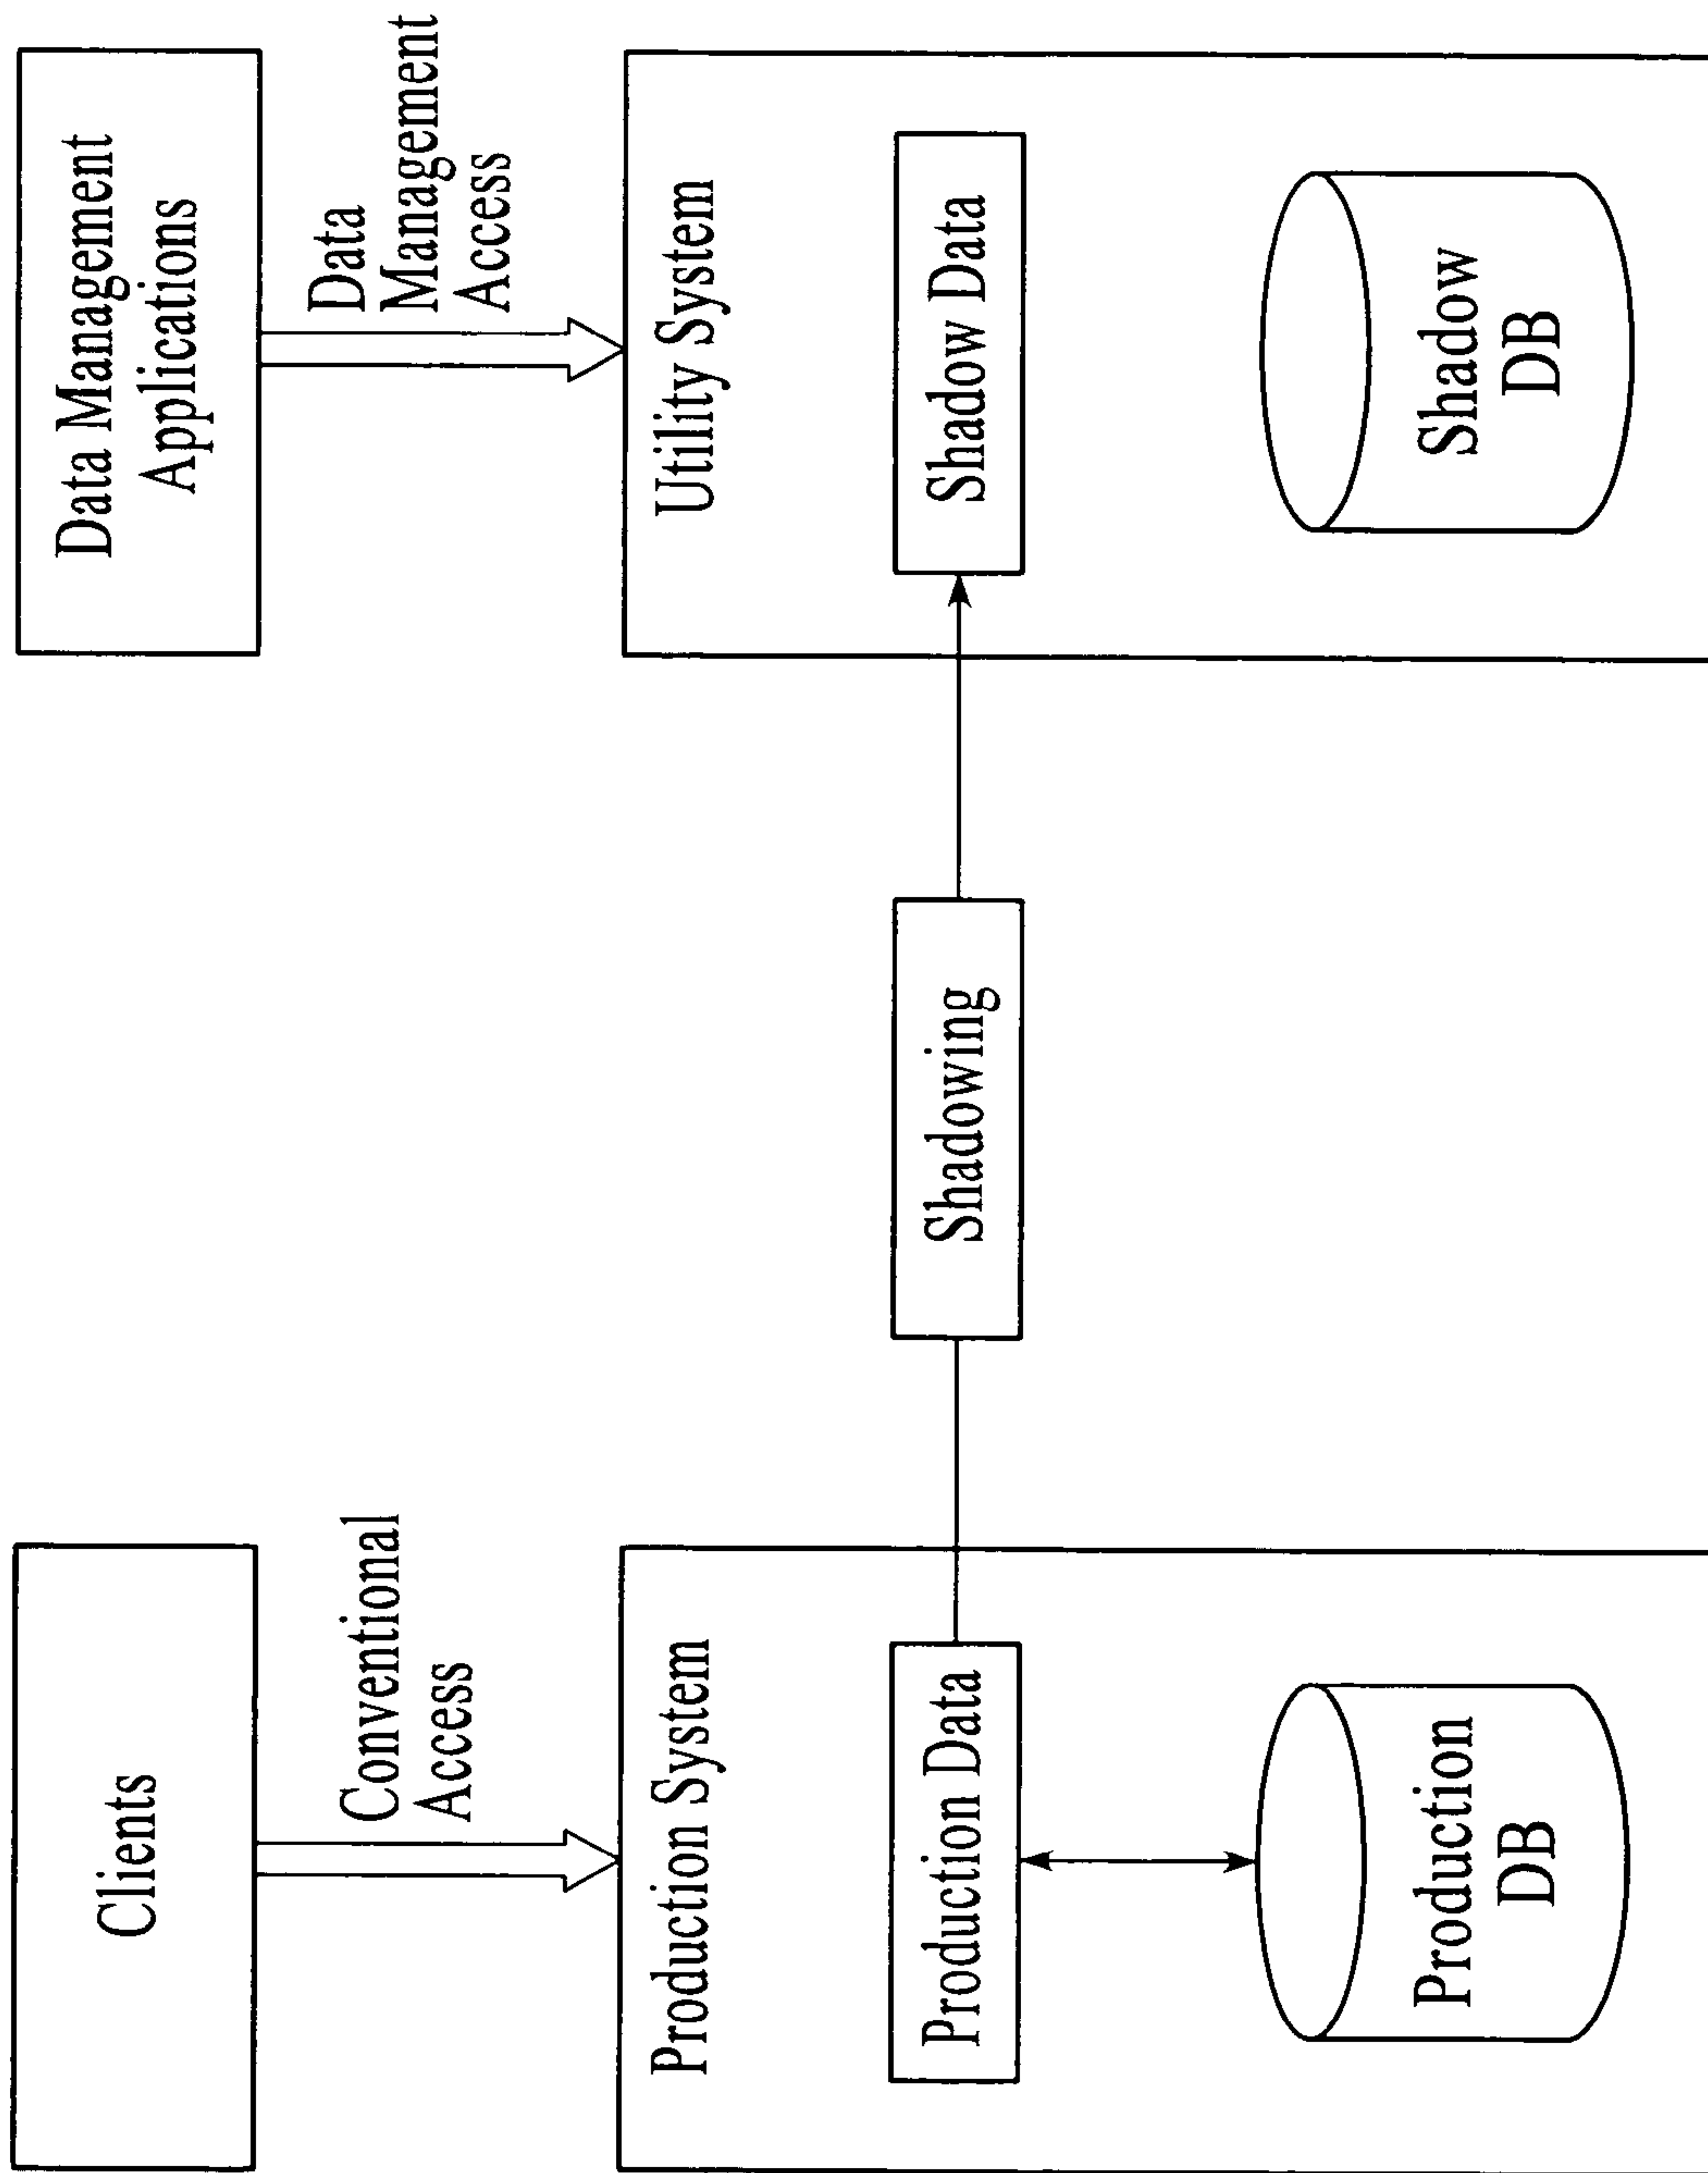 Clients
Conventional
Access
Production System
Production Data
Production
DB
Shadowing
Data Management
Applications
Data
Management
Access
Utility System
Shadow Data
Shadow
DB